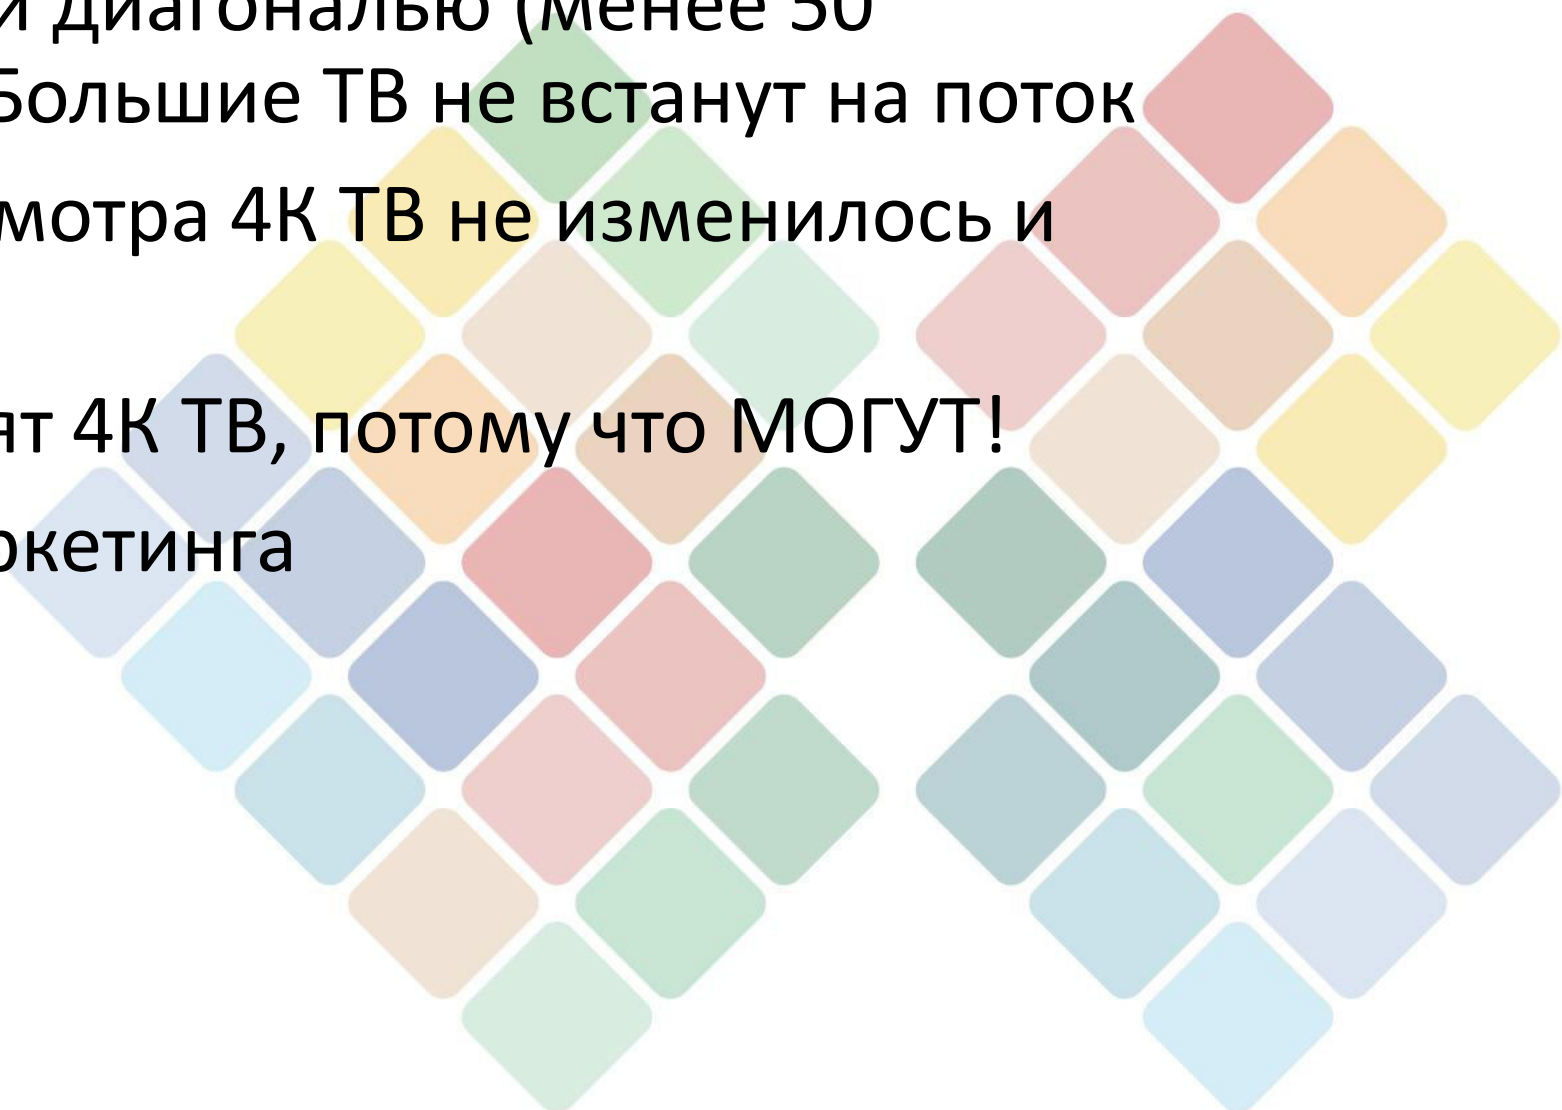 и диагональю (менее 50
Большие ТВ не встанут на поток
мотра 4К ТВ не изменилось и
ят 4К ТВ, потому что МОГУТ!
ркетинга